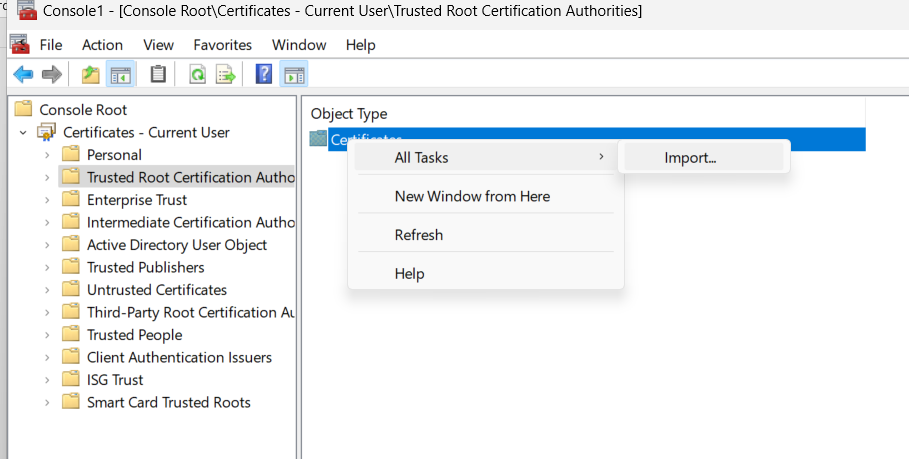 Console1 - [Console Root\Certificates - Current User\Trusted Root Certification Authorities]
File Action View Favorites Window Help
Console Root
Certificates - Current User
Personal
Trusted Root Certification Autho
Enterprise Trust
Intermediate Certification Autho
Active Directory User Object
Trusted Publishers
Untrusted Certificates
Third-Party Root Certification Au
Trusted People
Client Authentication Issuers
ISG Trust
Smart Card Trusted Roots
Object Type
Certificates
All Tasks
Import...
New Window from Here
Refresh
Help